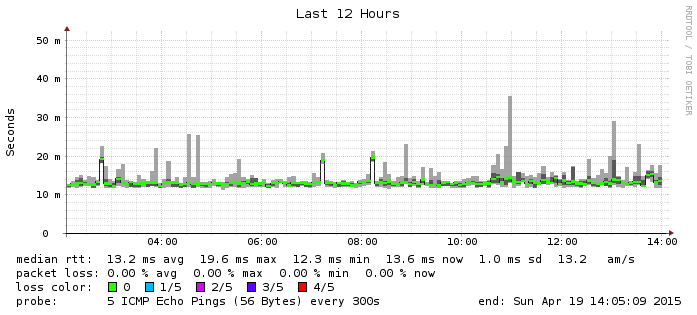 Last 12 Hours
RRDTOOL / TOBI OETIKER
Seconds
50 m
40 m
30 m
20 m
10 m
0
04:00 06:00 08:00 10:00 12:00 14:00
median rtt: 13.2 ms avg 19.6 ms max 12.3 ms min 13.6 ms now 1.0 ms sd 13.2 am/s
packet loss: 0.00 % avg 0.00 % max 0.00 % min 0.00 % now
loss color: 0 1/5 2/5 3/5 4/5
probe: 5 ICMP Echo Pings (56 Bytes) every 300s end: Sun Apr 19 14:05:09 2015